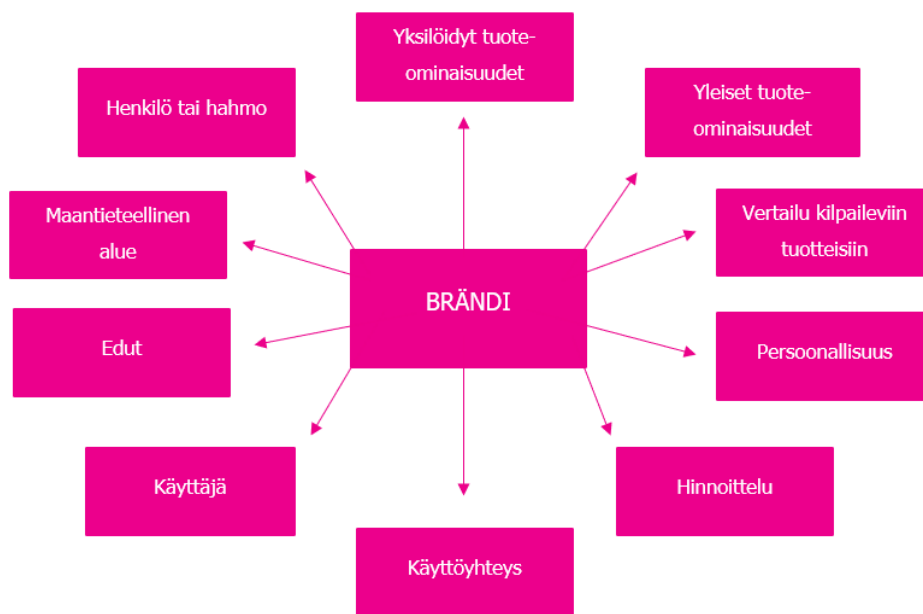 Yksilöidyt tuote-
ominaisuudet
Henkilö tai hahmo
Yleiset tuote-
ominaisuudet
Maantieteellinen
alue
Vertailu kilpaileviin
tuotteisiin
BRÄNDI
Edut
Persoonallisuus
Käyttäjä
Hinnoittelu
Käyttöyhteys